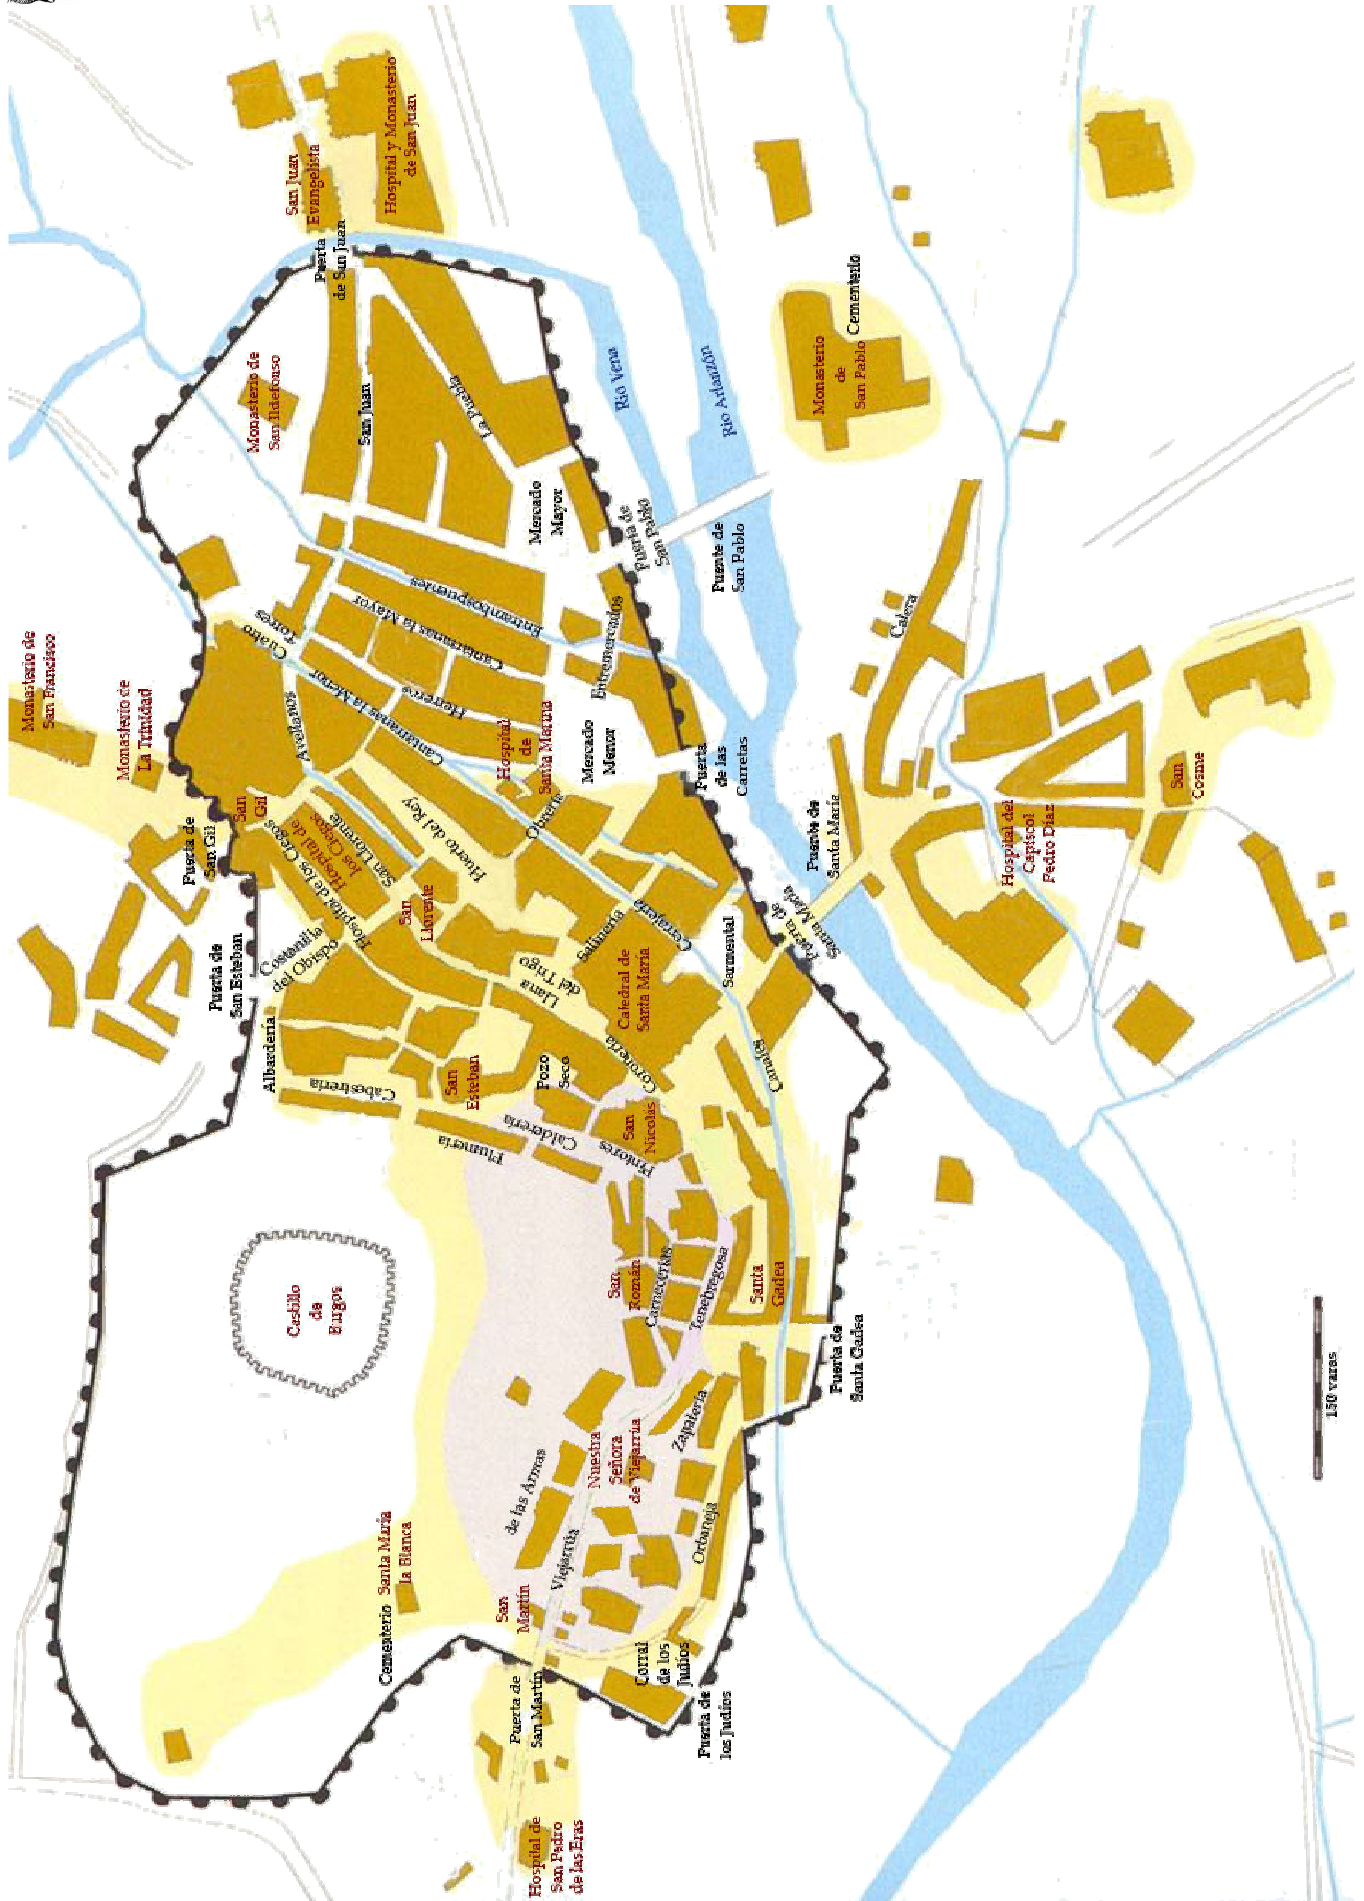 Hospital de
San Pedro
de las Eras
Puerta de
San Martín
San
Martín
Cementerio
Santa María
la Blanca
Castillo
de
Burgos
Corral
de los
Judíos
Puerta de
los Judíos
Viejarrúa
de las Armas
Nuestra
Señora
de Viejarrúa
Orbaneja
Zapatería
Puerta de
Santa Gadea
Santa
Gadea
Tenebregosa
Carnecerías
San
Román
Pintores
San
Nicolás
Calderería
Plumería
Cabestrería
Albardería
San
Esteban
Pozo
Seco
Coronería
Canales
Puerta de
San Esteban
Costanilla
del Obispo
Llana
del Trigo
Catedral de
Santa María
Salinería
Cerrajería
Sarmental
Puerta de
Santa María
Puente de
Santa María
Puerta de
San Gil
San
Gil
Hospital de los Ciegos
Hospital de
los Ciegos
San Llorente
San
Llorente
Huerto del Rey
Obrería
Monasterio de
La Trinidad
Monasterio de
San Francisco
Avellanos
Cuatro
Torres
Cantarranas la Menor
Herreros
Hospital
de
Santa Marina
Mercado
Menor
Puerta
de las
Carretas
Cantarranas la Mayor
Entrambospuentes
Entremercados
Mercado
Mayor
Puerta de
San Pablo
Puente de
San Pablo
Monasterio de
San Ildefonso
San Juan
La Puebla
Puerta
de San Juan
San Juan
Evangelista
Hospital y Monasterio
de San Juan
Río Vena
Río Arlanzón
Monasterio
de
San Pablo
Cementerio
Calera
Hospital del
Capiscol
Pedro Díaz
San
Cosme
150 varas